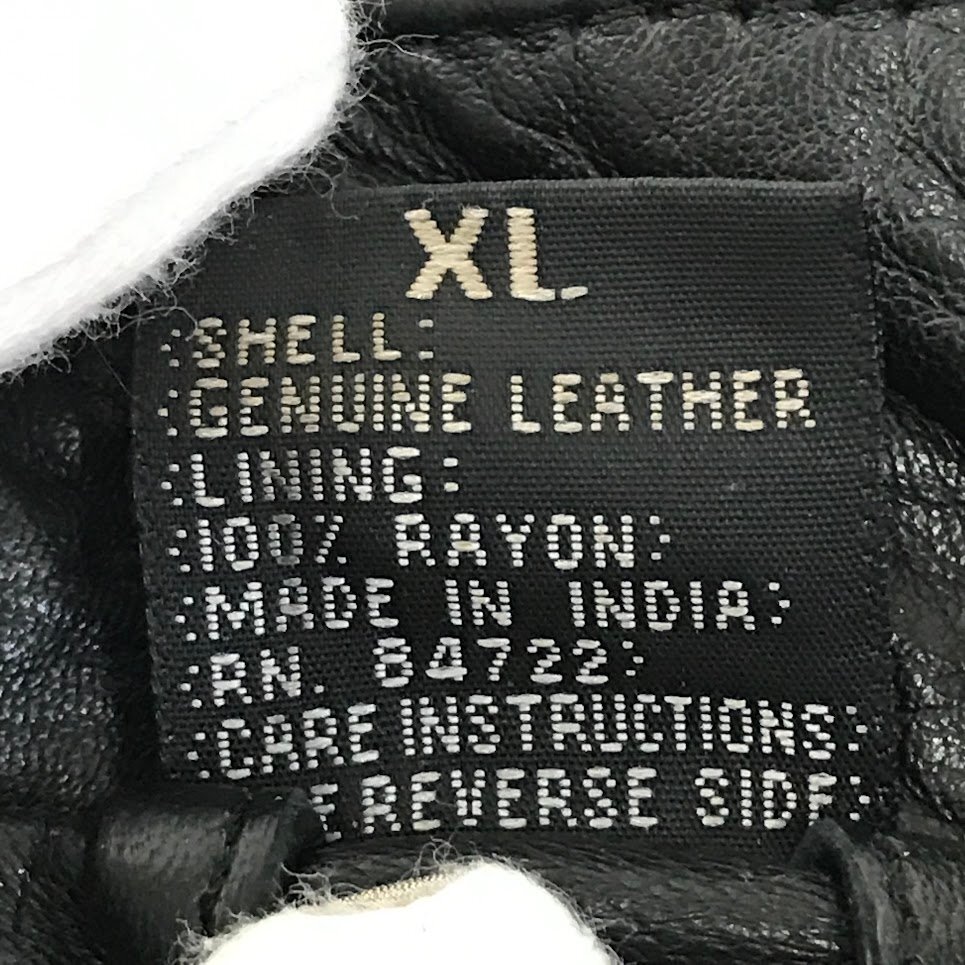 XL
:SHELL:
:GENUINE LEATHER
:LINING:
:100% RAYON:
:MADE IN INDIA:
:RN. 84722:
:CARE INSTRUCTIONS:
REVERSE SIDE: